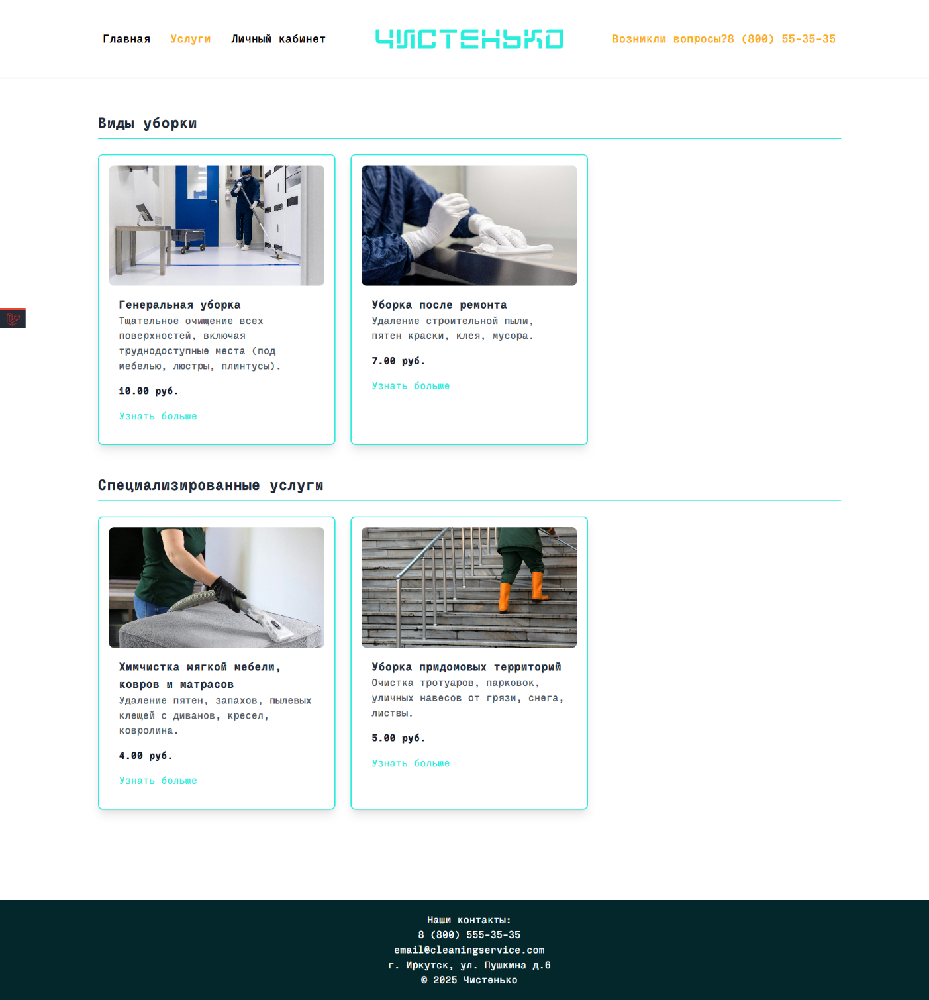 Главная Услуги Личный кабинет ЧИСТЕНЬКО Возникли вопросы?8 (800) 55-35-35
Виды уборки
Генеральная уборка
Тщательное очищение всех
поверхностей, включая
труднодоступные места (под
мебелью, люстры, плинтусы).
10.00 руб.
Узнать больше
Уборка после ремонта
Удаление строительной пыли,
пятен краски, клея, мусора.
7.00 руб.
Узнать больше
Специализированные услуги
Химчистка мягкой мебели,
ковров и матрасов
Удаление пятен, запахов, пылевых
клещей с диванов, кресел,
ковролина.
4.00 руб.
Узнать больше
Уборка придомовых территорий
Очистка тротуаров, парковок,
уличных навесов от грязи, снега,
листвы.
5.00 руб.
Узнать больше
Наши контакты:
8 (800) 555-35-35
email@cleaningservice.com
г. Иркутск, ул. Пушкина д.6
© 2025 Чистенько